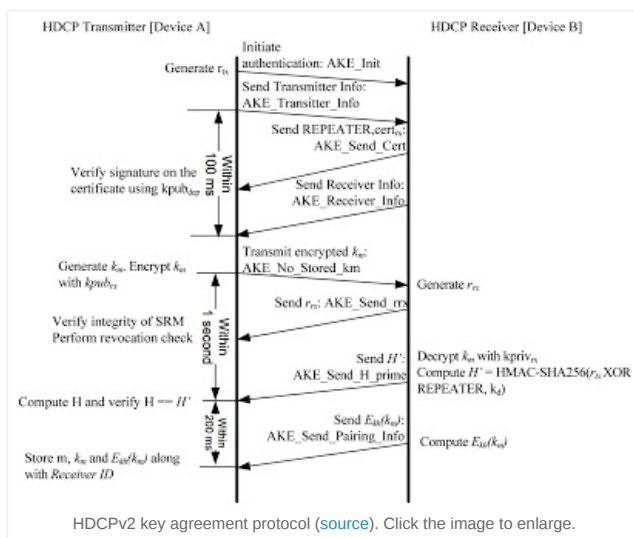 HDCP Transmitter [Device A]
HDCP Receiver [Device B]
Initiate
authentication: AKE_Init
Generate rtx
Send Transmitter Info:
AKE_Transitter_Info
Send REPEATER,certrx:
AKE_Send_Cert
Within
100 ms
Verify signature on the
certificate using kpubdcp
Send Receiver Info:
AKE_Receiver_Info
Transmit encrypted km:
AKE_No_Stored_km
Generate km. Encrypt km
with kpubrx
Generate rrx
Send rrx: AKE_Send_rrx
Within
1 second
Verify integrity of SRM
Perform revocation check
Send H':
AKE_Send_H_prime
Decrypt km with kprivrx
Compute H' = HMAC-SHA256(rtx XOR
REPEATER, kd)
Compute H and verify H == H'
Within
200 ms
Send Ekh(km):
AKE_Send_Pairing_Info
Compute Ekh(km)
Store m, km and Ekh(km) along
with Receiver ID
HDCPv2 key agreement protocol (source). Click the image to enlarge.